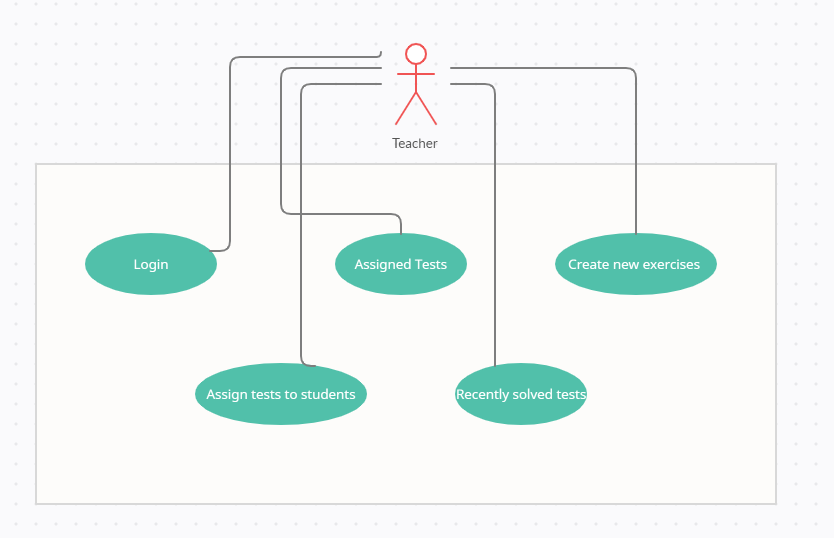 Teacher
Login
Assigned Tests
Create new exercises
Assign tests to students
Recently solved tests